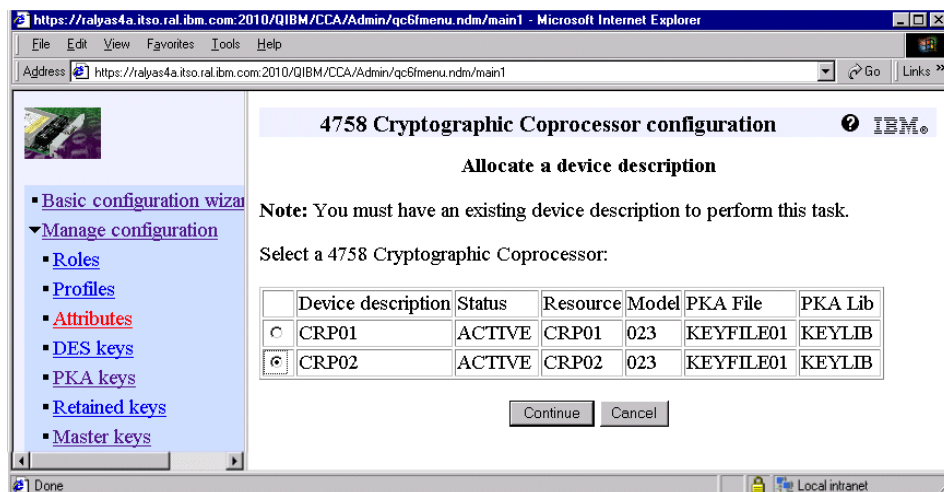 https://ralyas4a.itso.ral.ibm.com:2010/QIBM/CCA/Admin/qc6fmenu.ndm/main1 - Microsoft Internet Explorer
File Edit View Favorites Tools Help
Address https://ralyas4a.itso.ral.ibm.com:2010/QIBM/CCA/Admin/qc6fmenu.ndm/main1 Go Links »
4758 Cryptographic Coprocessor configuration ? IBM®
Allocate a device description
Basic configuration wizar
Manage configuration
Roles
Profiles
Attributes
DES keys
PKA keys
Retained keys
Master keys
Note: You must have an existing device description to perform this task.
Select a 4758 Cryptographic Coprocessor:
Device description Status Resource Model PKA File PKA Lib
CRP01 ACTIVE CRP01 023 KEYFILE01 KEYLIB
CRP02 ACTIVE CRP02 023 KEYFILE01 KEYLIB
Continue Cancel
Done Local intranet